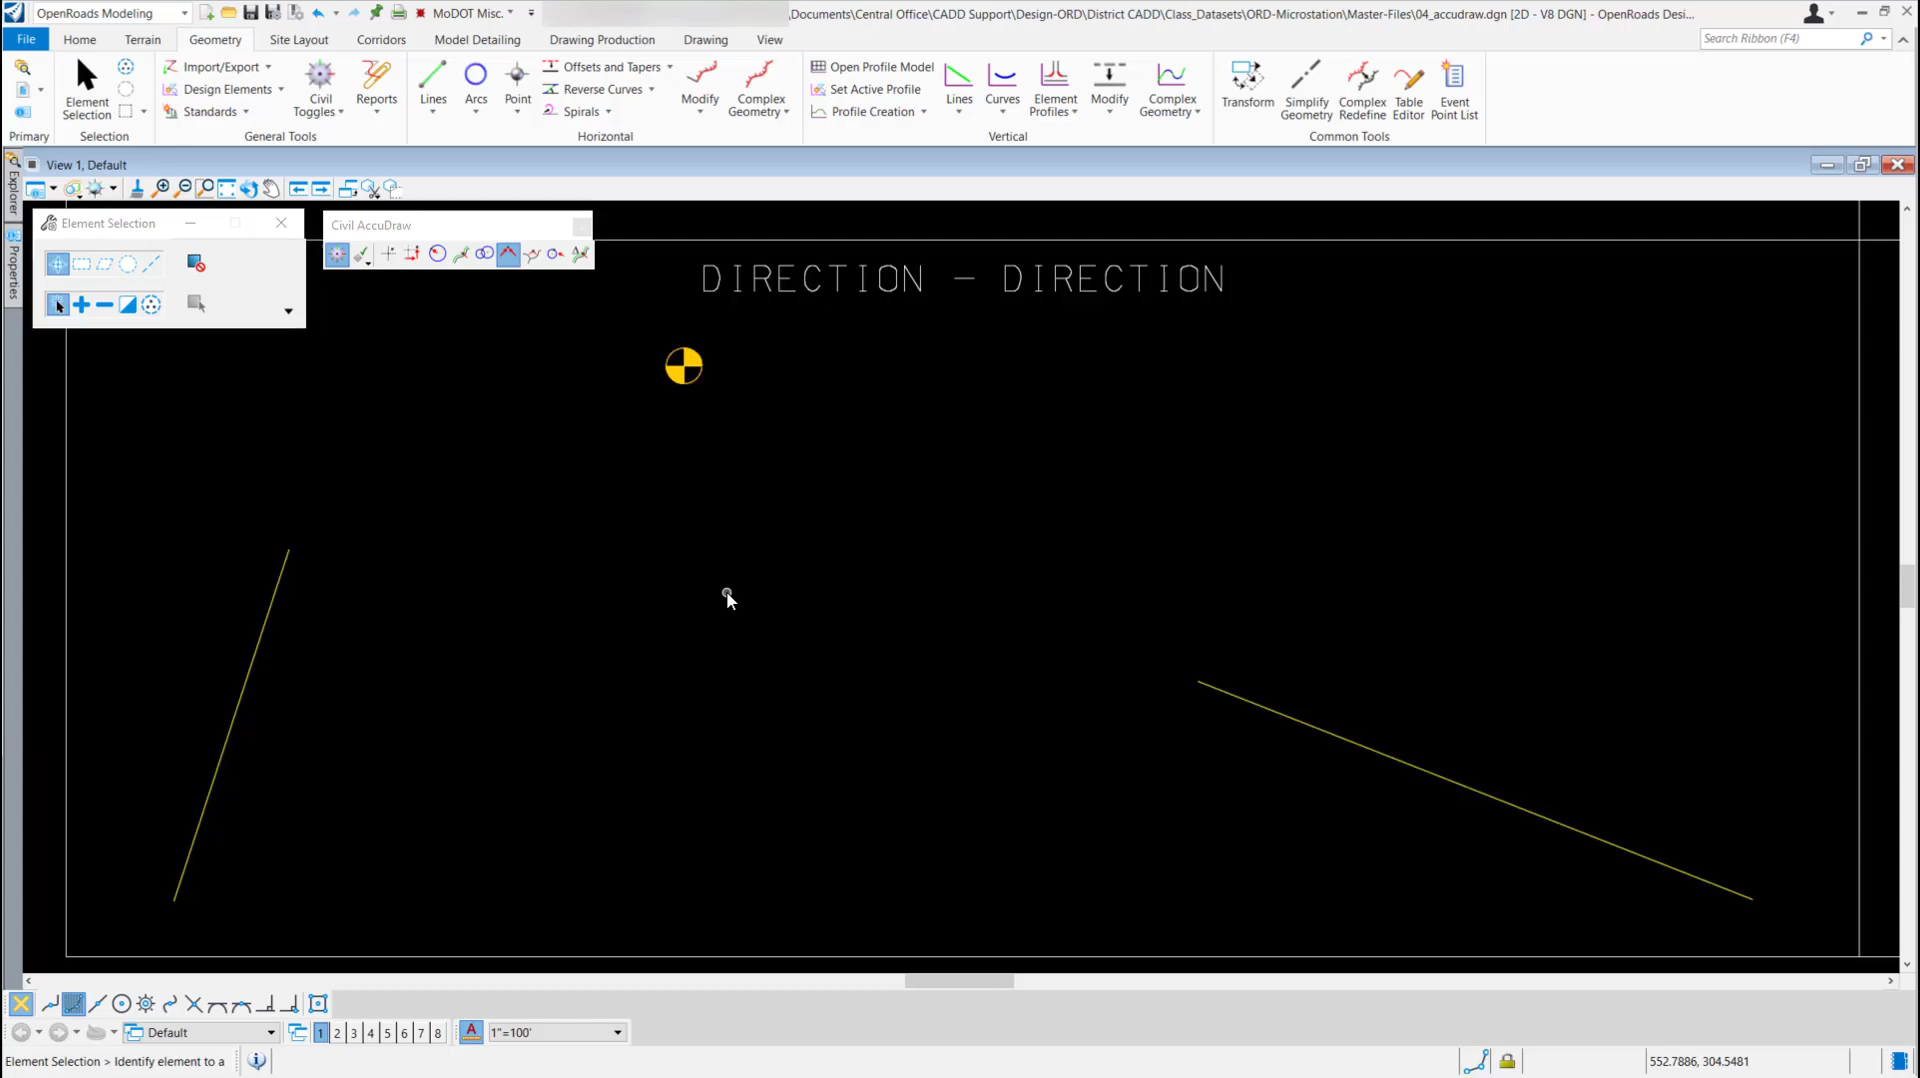 OpenRoads Modeling
MoDOT Misc.
\Documents\Central Office\CADD Support\Design-ORD\District CADD\Class_Datasets\ORD-Microstation\Master-Files\04_accudraw.dgn [2D - V8 DGN] - OpenRoads Desi...
File
Home
Terrain
Geometry
Site Layout
Corridors
Model Detailing
Drawing Production
Drawing
View
Search Ribbon (F4)
Element Selection
Import/Export
Design Elements
Standards
Civil Toggles
Reports
Lines
Arcs
Point
Offsets and Tapers
Reverse Curves
Spirals
Modify
Complex Geometry
Open Profile Model
Set Active Profile
Profile Creation
Lines
Curves
Element Profiles
Modify
Complex Geometry
Transform
Simplify Geometry
Complex Redefine
Table Editor
Event Point List
Primary
Selection
General Tools
Horizontal
Vertical
Common Tools
View 1, Default
Explorer
Properties
Element Selection
Civil AccuDraw
DIRECTION - DIRECTION
Default
1 2 3 4 5 6 7 8
A
1"=100'
Element Selection > Identify element to a
552.7886, 304.5481